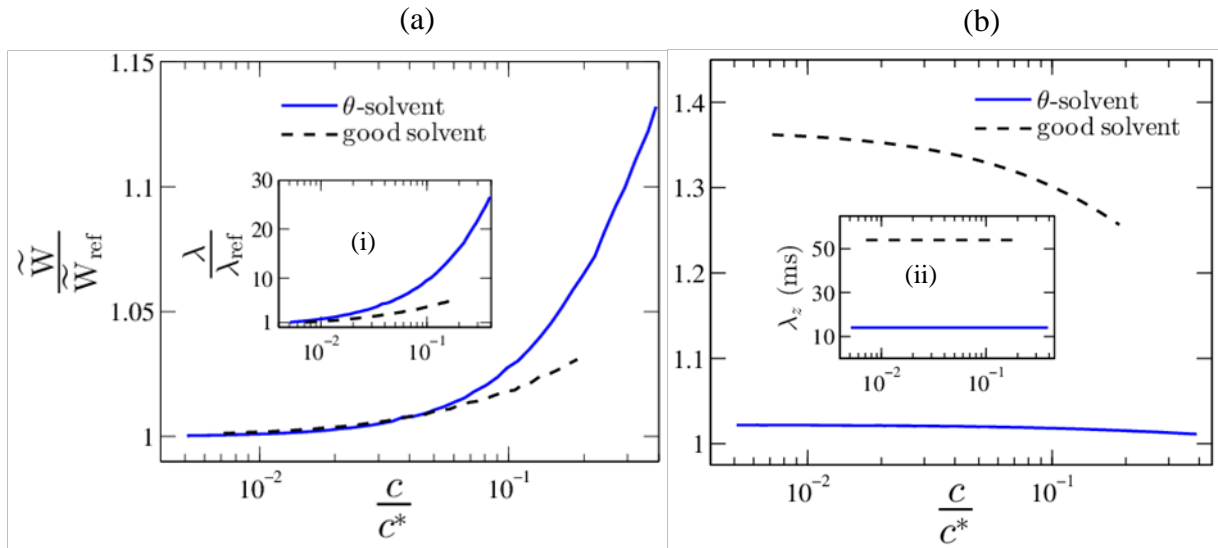 (a)
1.15
1.1
1.05
1
W̃
W̃ref
θ-solvent
good solvent
30
20
10
1
λ
λref
(i)
10⁻² 10⁻¹
10⁻² 10⁻¹
c
c*
(b)
1.4
1.3
1.2
1.1
1
θ-solvent
good solvent
50
30
10
λz (ms)
(ii)
10⁻² 10⁻¹
10⁻² 10⁻¹
c
c*